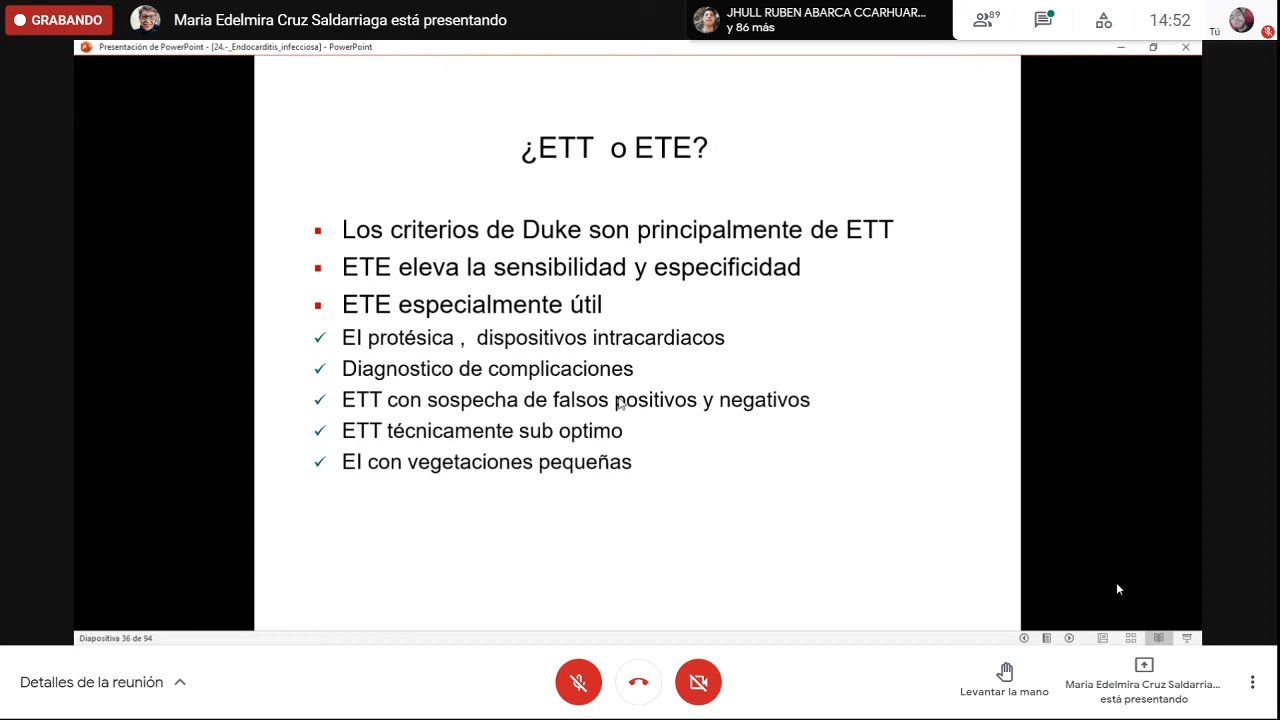 GRABANDO
Maria Edelmira Cruz Saldarriaga está presentando
JHULL RUBEN ABARCA CCARHUAR...
y 86 más
89
14:52
Tú
Presentación de PowerPoint - [24.-_Endocarditis_infecciosa] - PowerPoint
¿ETT o ETE?
Los criterios de Duke son principalmente de ETT
ETE eleva la sensibilidad y especificidad
ETE especialmente útil
EI protésica , dispositivos intracardiacos
Diagnostico de complicaciones
ETT con sospecha de falsos positivos y negativos
ETT técnicamente sub optimo
EI con vegetaciones pequeñas
Diapositiva 36 de 94
Detalles de la reunión
Levantar la mano
Maria Edelmira Cruz Saldarria...
está presentando